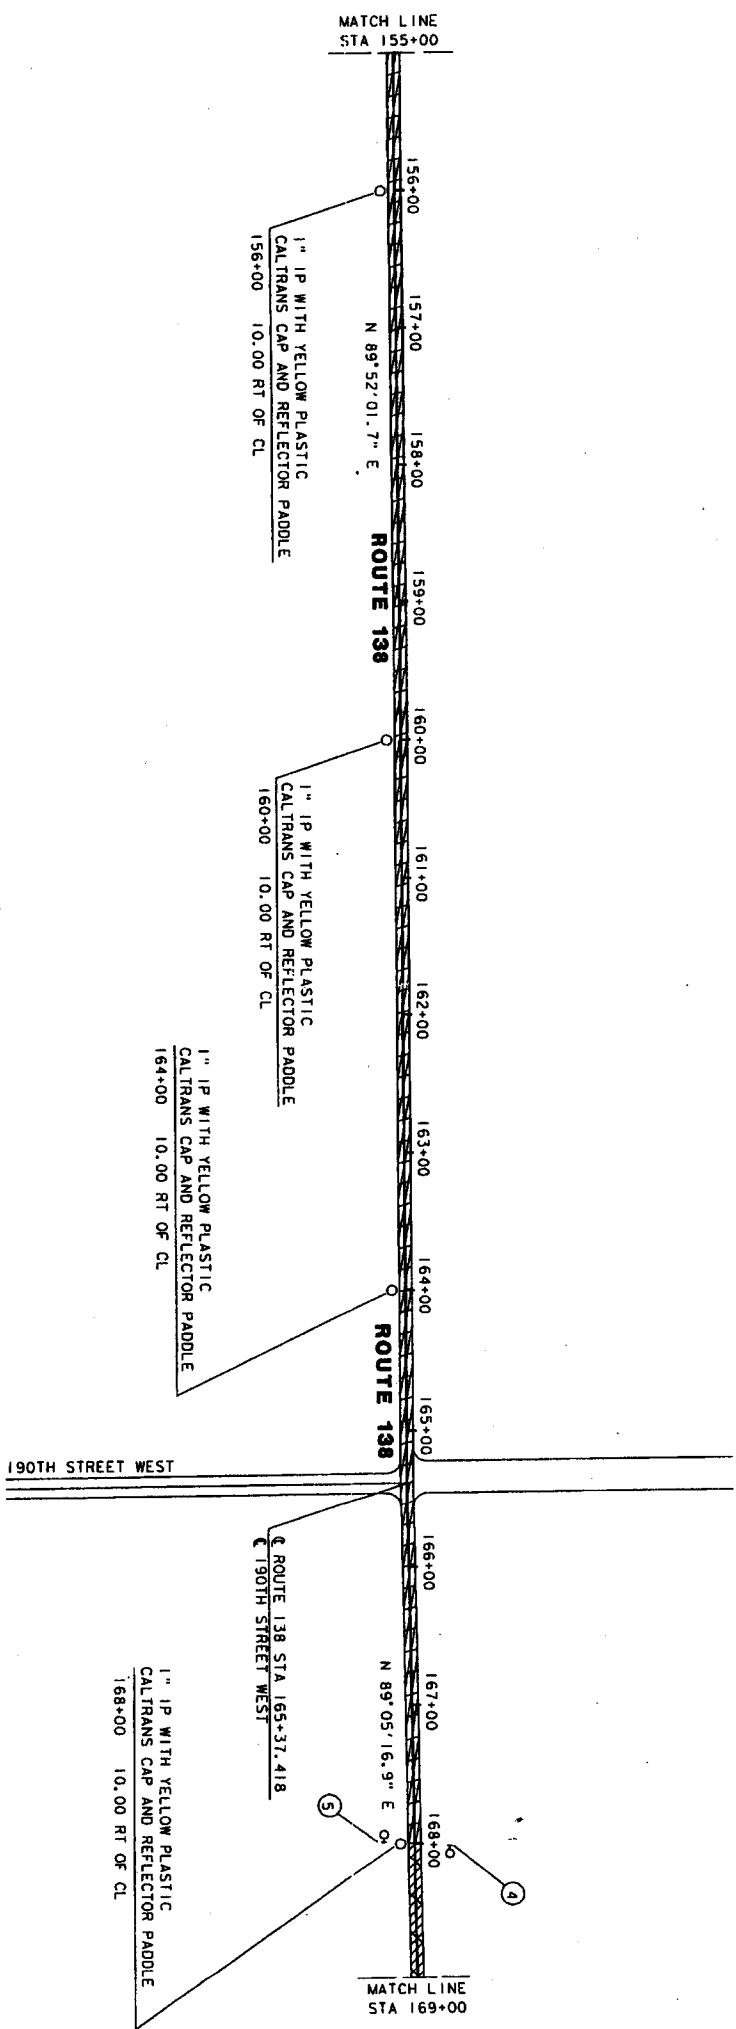 MATCH LINE
STA 155+00
156+00
1" IP WITH YELLOW PLASTIC
CALTRANS CAP AND REFLECTOR PADDLE
156+00 10.00 RT OF CL
157+00
N 89°52'01.7" E
158+00
ROUTE 138
159+00
160+00
1" IP WITH YELLOW PLASTIC
CALTRANS CAP AND REFLECTOR PADDLE
160+00 10.00 RT OF CL
161+00
162+00
163+00
1" IP WITH YELLOW PLASTIC
CALTRANS CAP AND REFLECTOR PADDLE
164+00 10.00 RT OF CL
164+00
ROUTE 138
165+00
190TH STREET WEST
℄ ROUTE 138 STA 165+37.418
℄ 190TH STREET WEST
166+00
167+00
N 89°05'16.9" E
168+00
1" IP WITH YELLOW PLASTIC
CALTRANS CAP AND REFLECTOR PADDLE
168+00 10.00 RT OF CL
5
4
MATCH LINE
STA 169+00